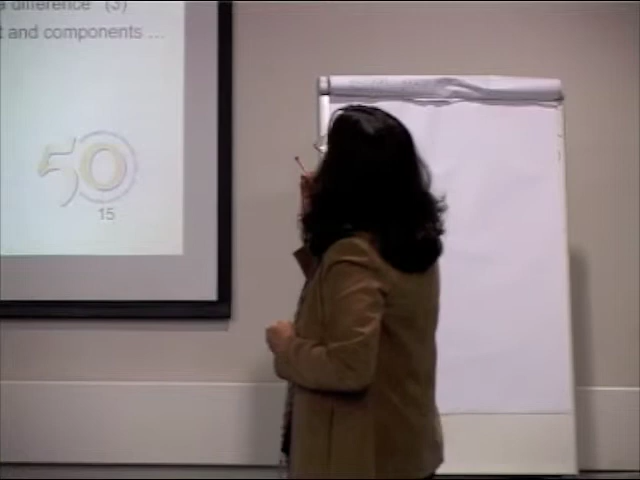 a difference" (3)
t and components ...
50
15